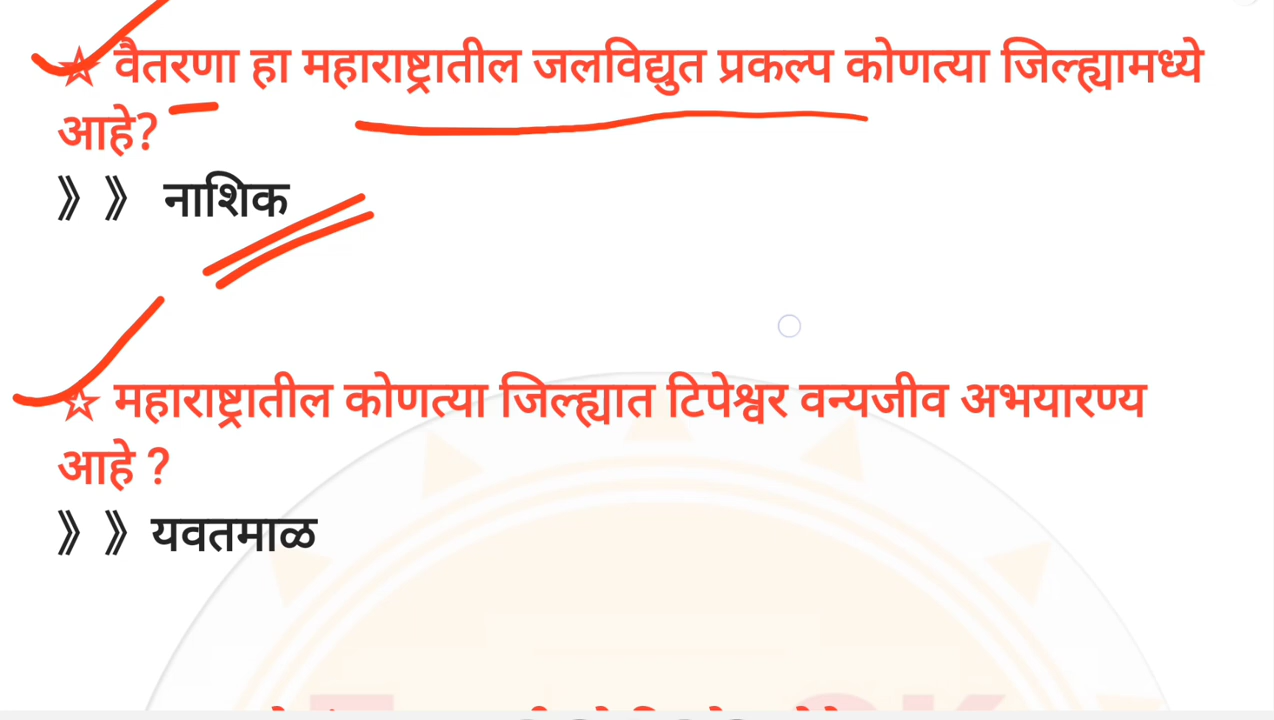 ☆ वैतरणा हा महाराष्ट्रातील जलविद्युत प्रकल्प कोणत्या जिल्ह्यामध्ये
आहे?
》 》 नाशिक
☆ महाराष्ट्रातील कोणत्या जिल्ह्यात टिपेश्वर वन्यजीव अभयारण्य
आहे ?
》 》यवतमाळ